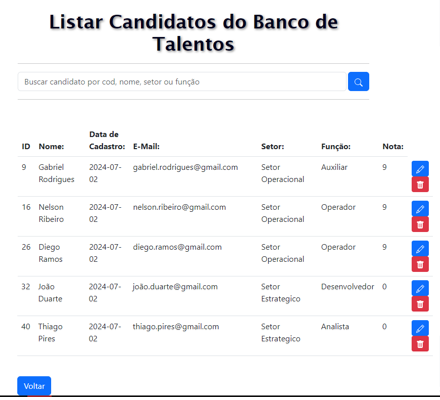 Listar Candidatos do Banco de
Talentos
Buscar candidato por cod, nome, setor ou função
ID Nome: Data de Cadastro: E-Mail: Setor: Função: Nota:
9 Gabriel Rodrigues 2024-07-02 gabriel.rodrigues@gmail.com Setor Operacional Auxiliar 9
16 Nelson Ribeiro 2024-07-02 nelson.ribeiro@gmail.com Setor Operacional Operador 9
26 Diego Ramos 2024-07-02 diego.ramos@gmail.com Setor Operacional Operador 9
32 João Duarte 2024-07-02 joão.duarte@gmail.com Setor Estrategico Desenvolvedor 0
40 Thiago Pires 2024-07-02 thiago.pires@gmail.com Setor Estrategico Analista 0
Voltar